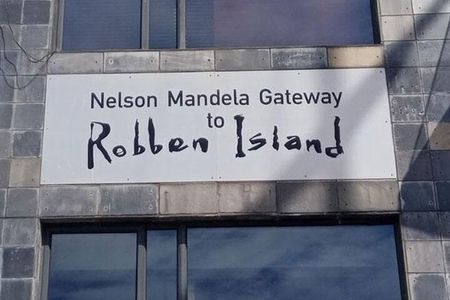 Nelson Mandela Gateway
to
Robben Island